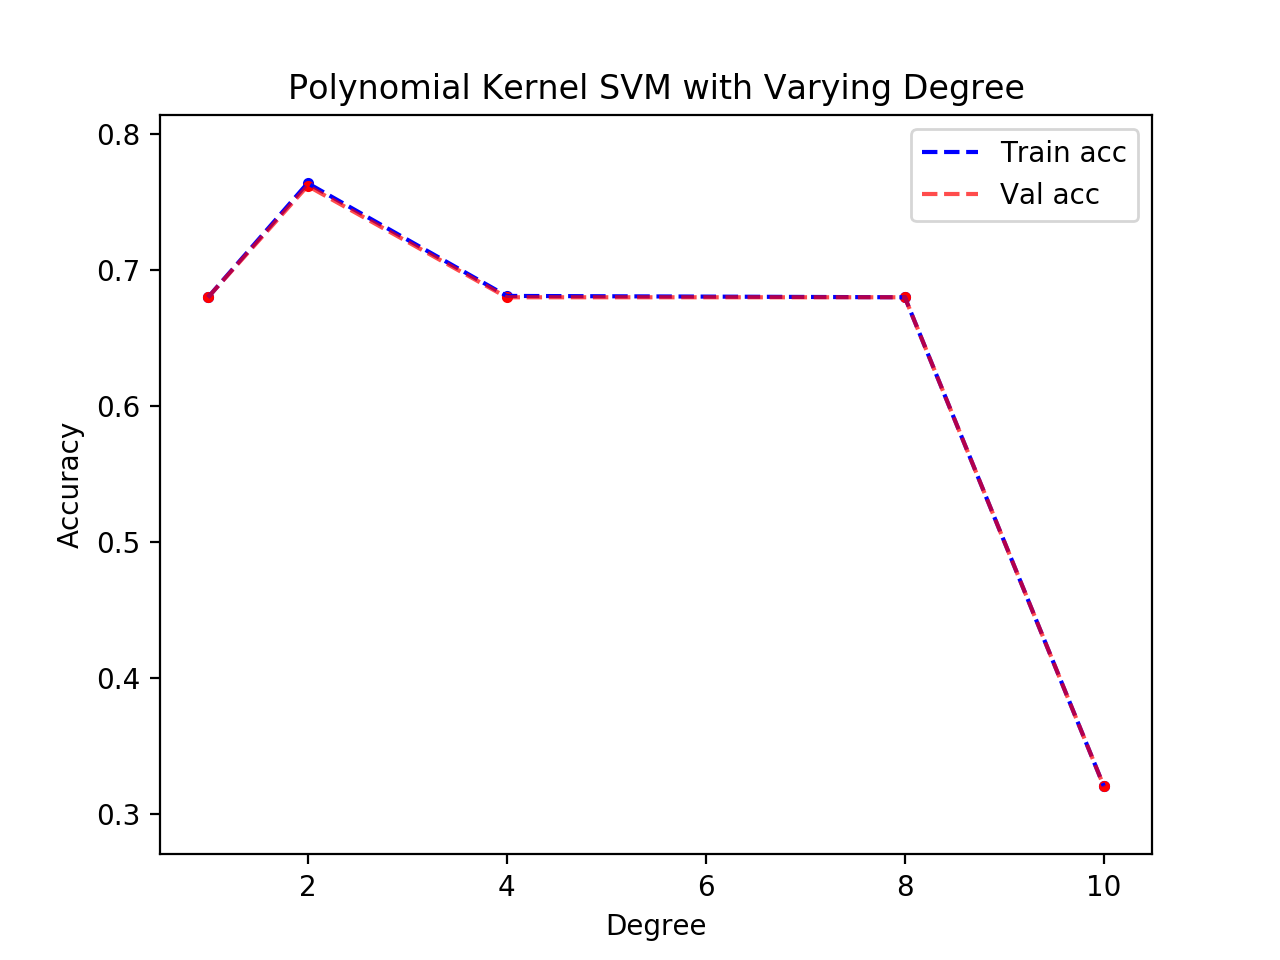 Polynomial Kernel SVM with Varying Degree
Train acc
Val acc
Accuracy
0.8
0.7
0.6
0.5
0.4
0.3
2 4 6 8 10
Degree